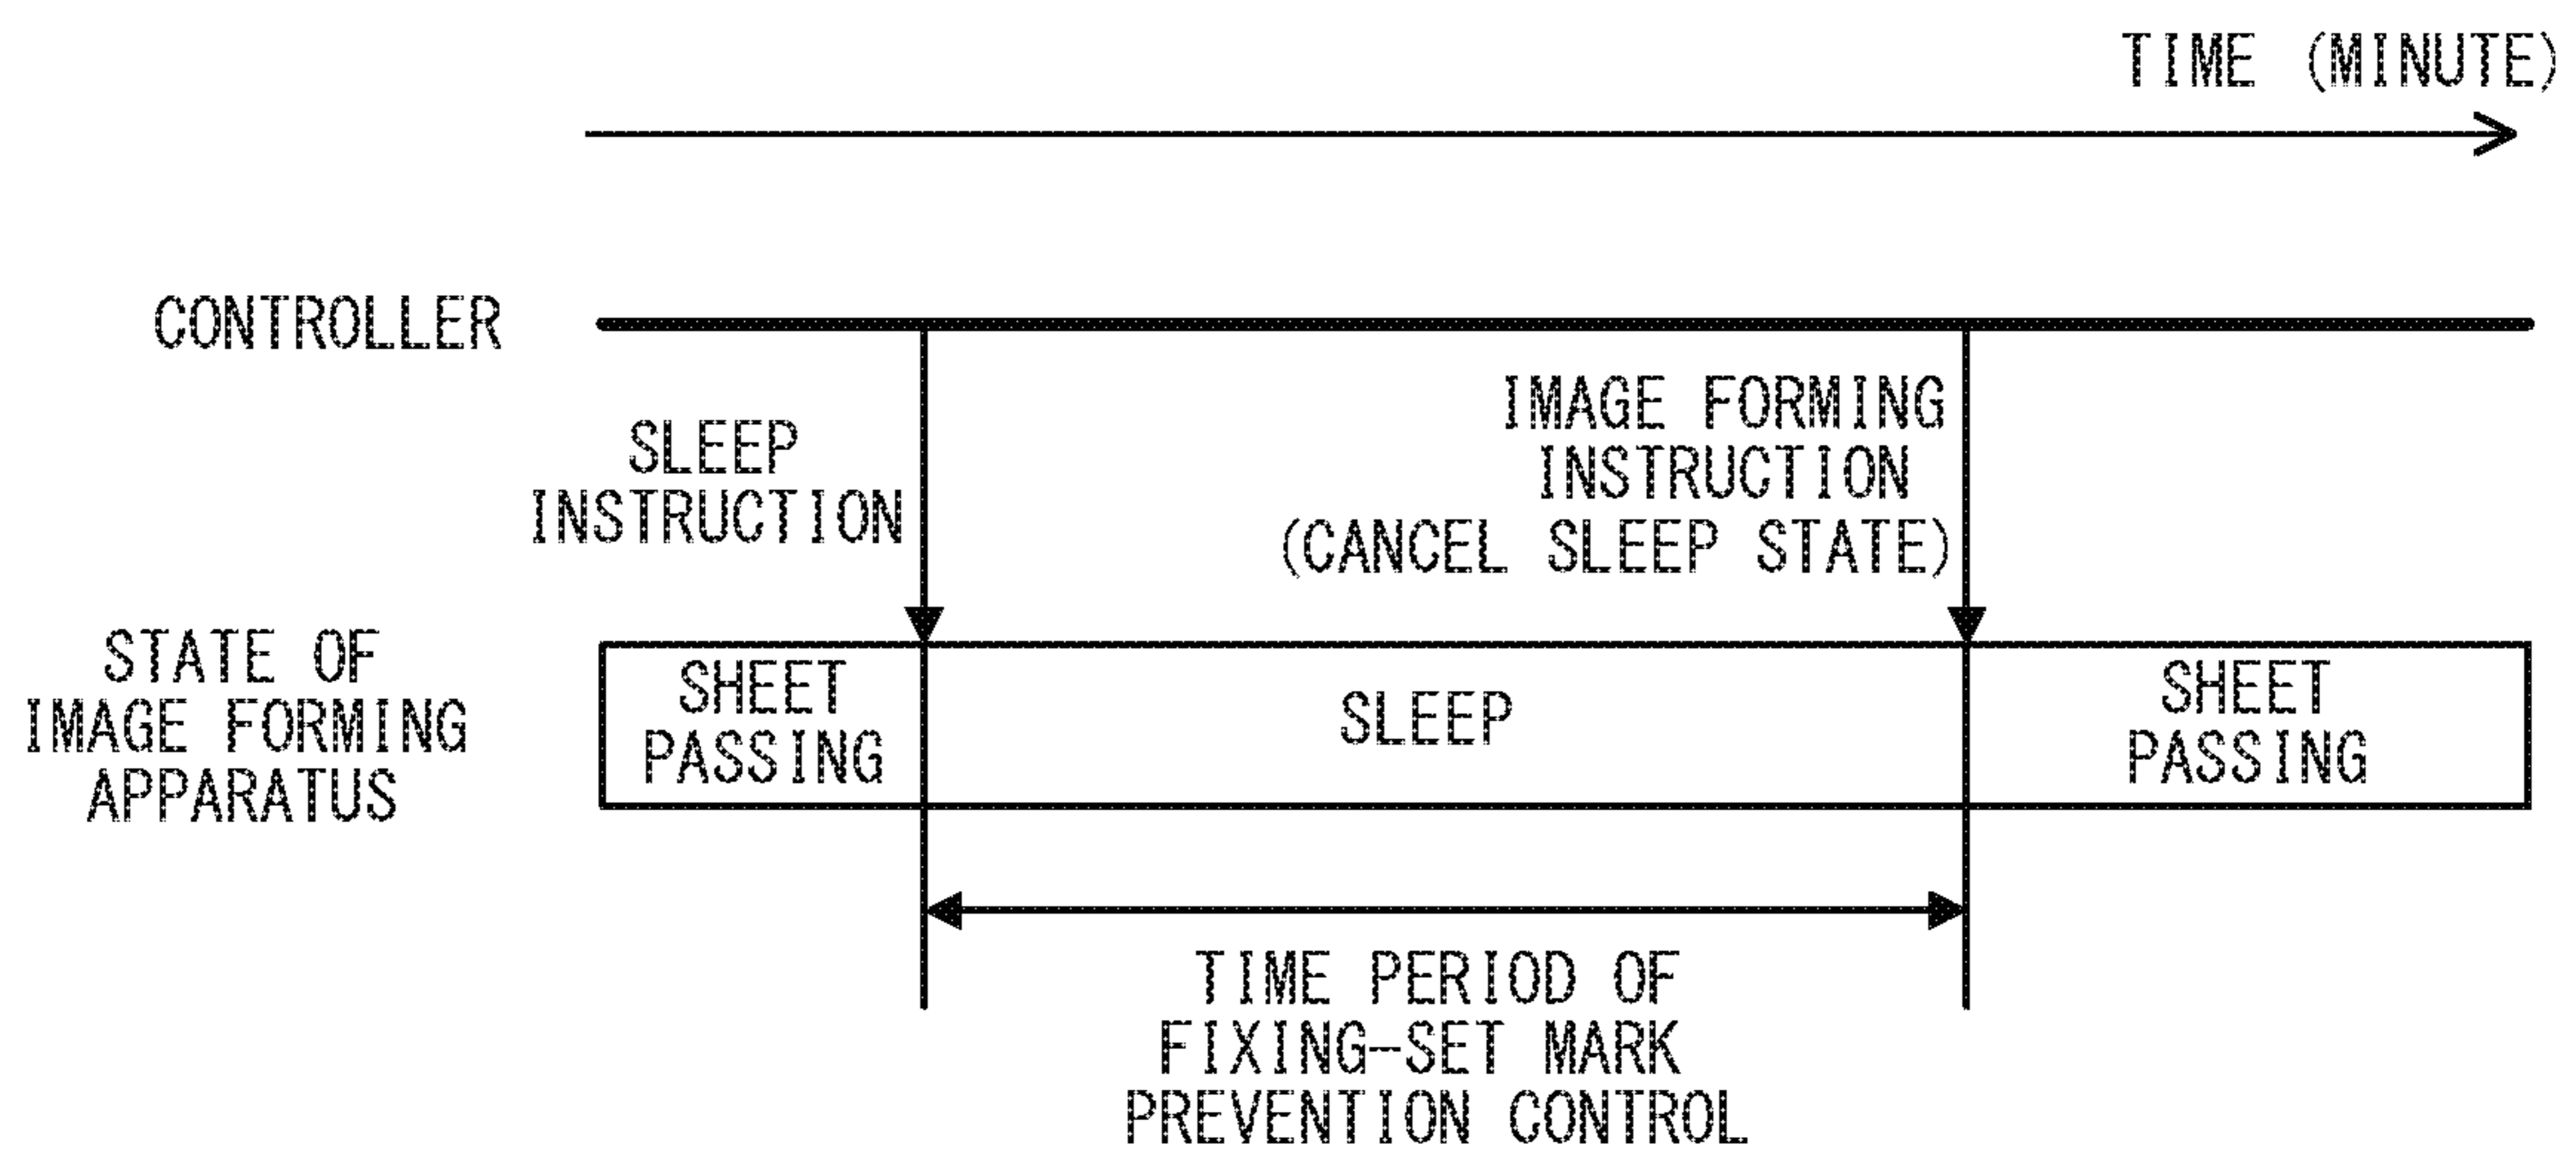 TIME (MINUTE)
CONTROLLER
SLEEP
INSTRUCTION
IMAGE FORMING
INSTRUCTION
(CANCEL SLEEP STATE)
STATE OF
IMAGE FORMING
APPARATUS
SHEET
PASSING
SLEEP
SHEET
PASSING
TIME PERIOD OF
FIXING-SET MARK
PREVENTION CONTROL